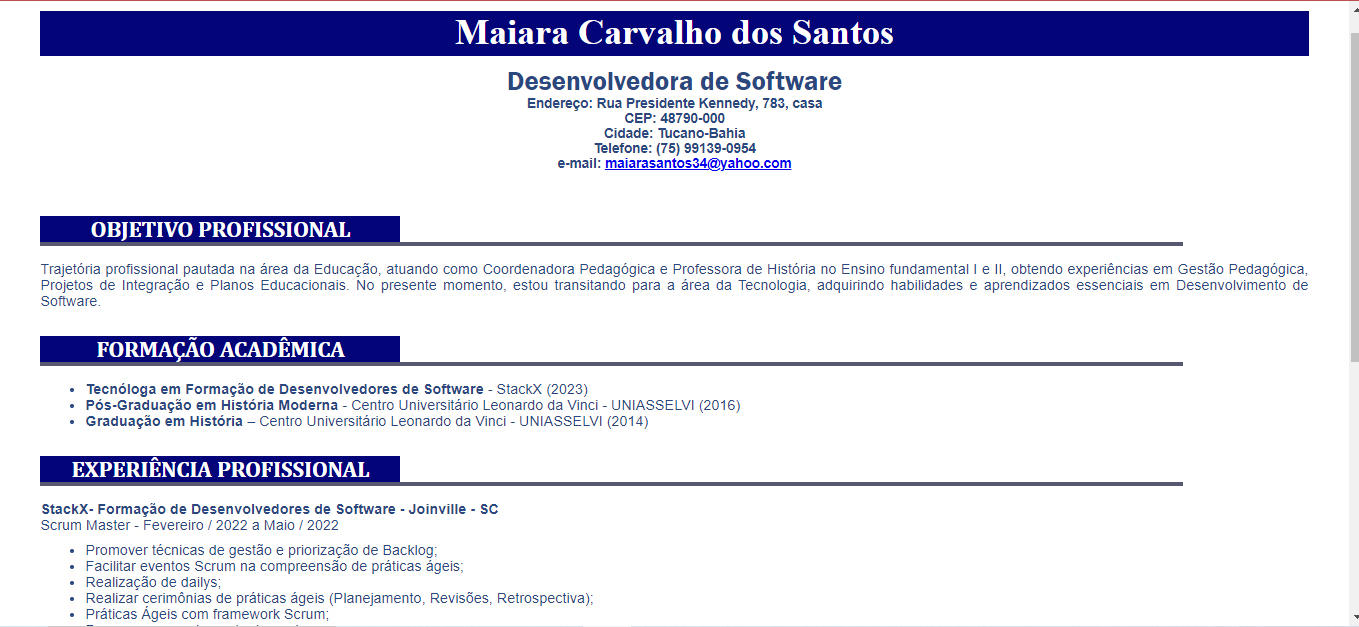 Maiara Carvalho dos Santos
Desenvolvedora de Software
Endereço: Rua Presidente Kennedy, 783, casa
CEP: 48790-000
Cidade: Tucano-Bahia
Telefone: (75) 99139-0954
e-mail: maiarasantos34@yahoo.com
OBJETIVO PROFISSIONAL
Trajetória profissional pautada na área da Educação, atuando como Coordenadora Pedagógica e Professora de História no Ensino fundamental I e II, obtendo experiências em Gestão Pedagógica,
Projetos de Integração e Planos Educacionais. No presente momento, estou transitando para a área da Tecnologia, adquirindo habilidades e aprendizados essenciais em Desenvolvimento de
Software.
FORMAÇÃO ACADÊMICA
• Tecnóloga em Formação de Desenvolvedores de Software - StackX (2023)
• Pós-Graduação em História Moderna - Centro Universitário Leonardo da Vinci - UNIASSELVI (2016)
• Graduação em História – Centro Universitário Leonardo da Vinci - UNIASSELVI (2014)
EXPERIÊNCIA PROFISSIONAL
StackX- Formação de Desenvolvedores de Software - Joinville - SC
Scrum Master - Fevereiro / 2022 a Maio / 2022
• Promover técnicas de gestão e priorização de Backlog;
• Facilitar eventos Scrum na compreensão de práticas ágeis;
• Realização de dailys;
• Realizar cerimônias de práticas ágeis (Planejamento, Revisões, Retrospectiva);
• Práticas Ágeis com framework Scrum;